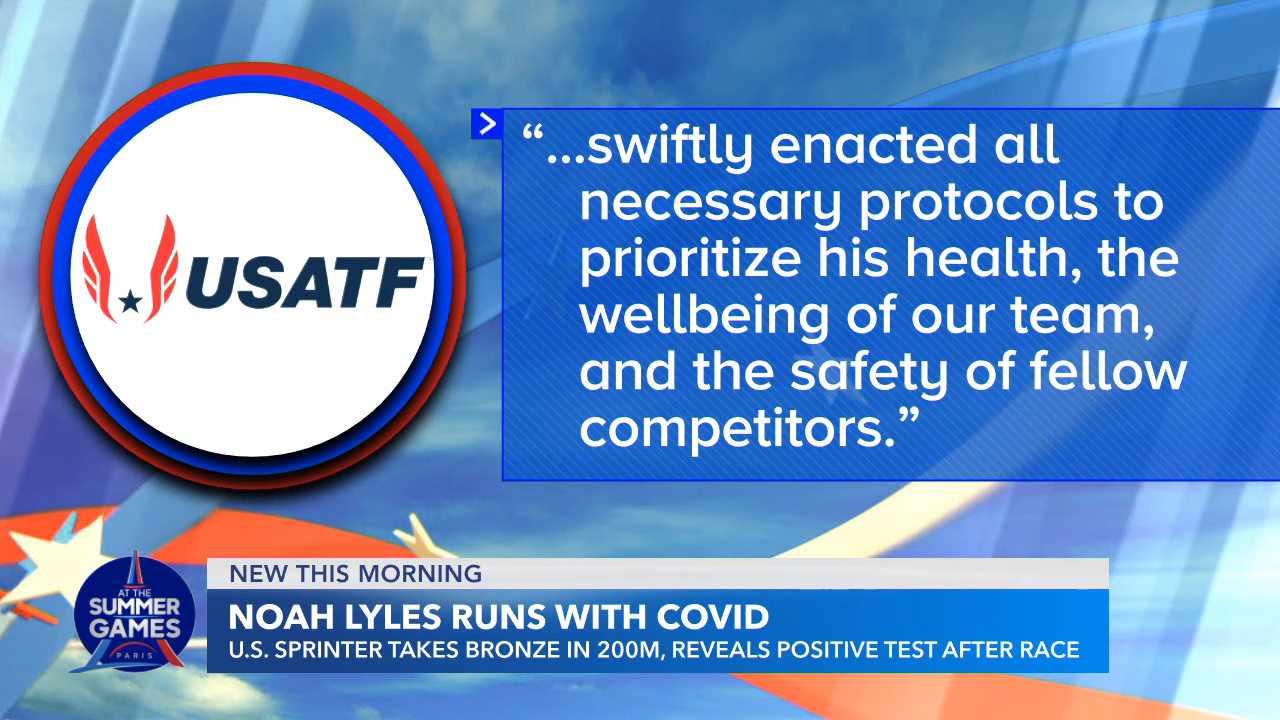 USATF
“...swiftly enacted all
necessary protocols to
prioritize his health, the
wellbeing of our team,
and the safety of fellow
competitors.”
NEW THIS MORNING
NOAH LYLES RUNS WITH COVID
U.S. SPRINTER TAKES BRONZE IN 200M, REVEALS POSITIVE TEST AFTER RACE
AT THE
SUMMER
GAMES
PARIS